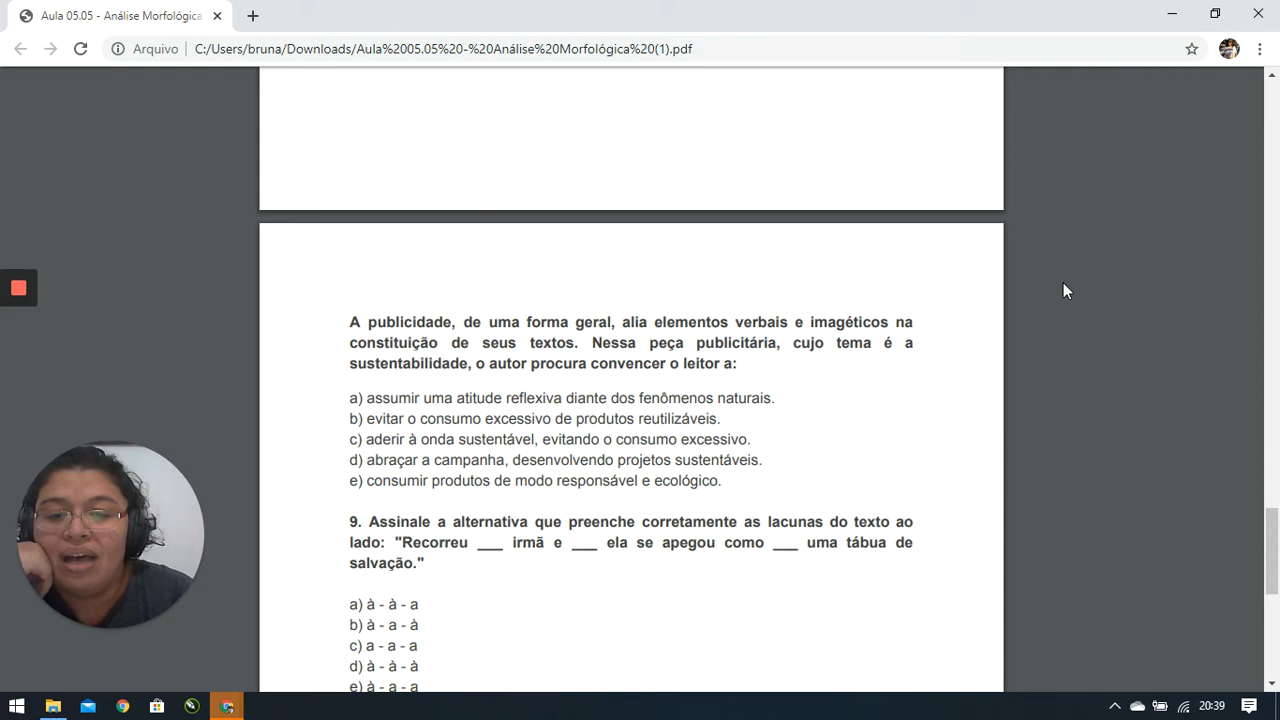 Aula 05.05 - Análise Morfológica
Arquivo
C:/Users/bruna/Downloads/Aula%2005.05%20-%20Análise%20Morfológica%20(1).pdf
A publicidade, de uma forma geral, alia elementos verbais e imagéticos na
constituição de seus textos. Nessa peça publicitária, cujo tema é a
sustentabilidade, o autor procura convencer o leitor a:
a) assumir uma atitude reflexiva diante dos fenômenos naturais.
b) evitar o consumo excessivo de produtos reutilizáveis.
c) aderir à onda sustentável, evitando o consumo excessivo.
d) abraçar a campanha, desenvolvendo projetos sustentáveis.
e) consumir produtos de modo responsável e ecológico.
9. Assinale a alternativa que preenche corretamente as lacunas do texto ao
lado: "Recorreu ___ irmã e ___ ela se apegou como ___ uma tábua de
salvação."
a) à - à - a
b) à - a - à
c) a - a - a
d) à - à - à
e) à - a - a
20:39